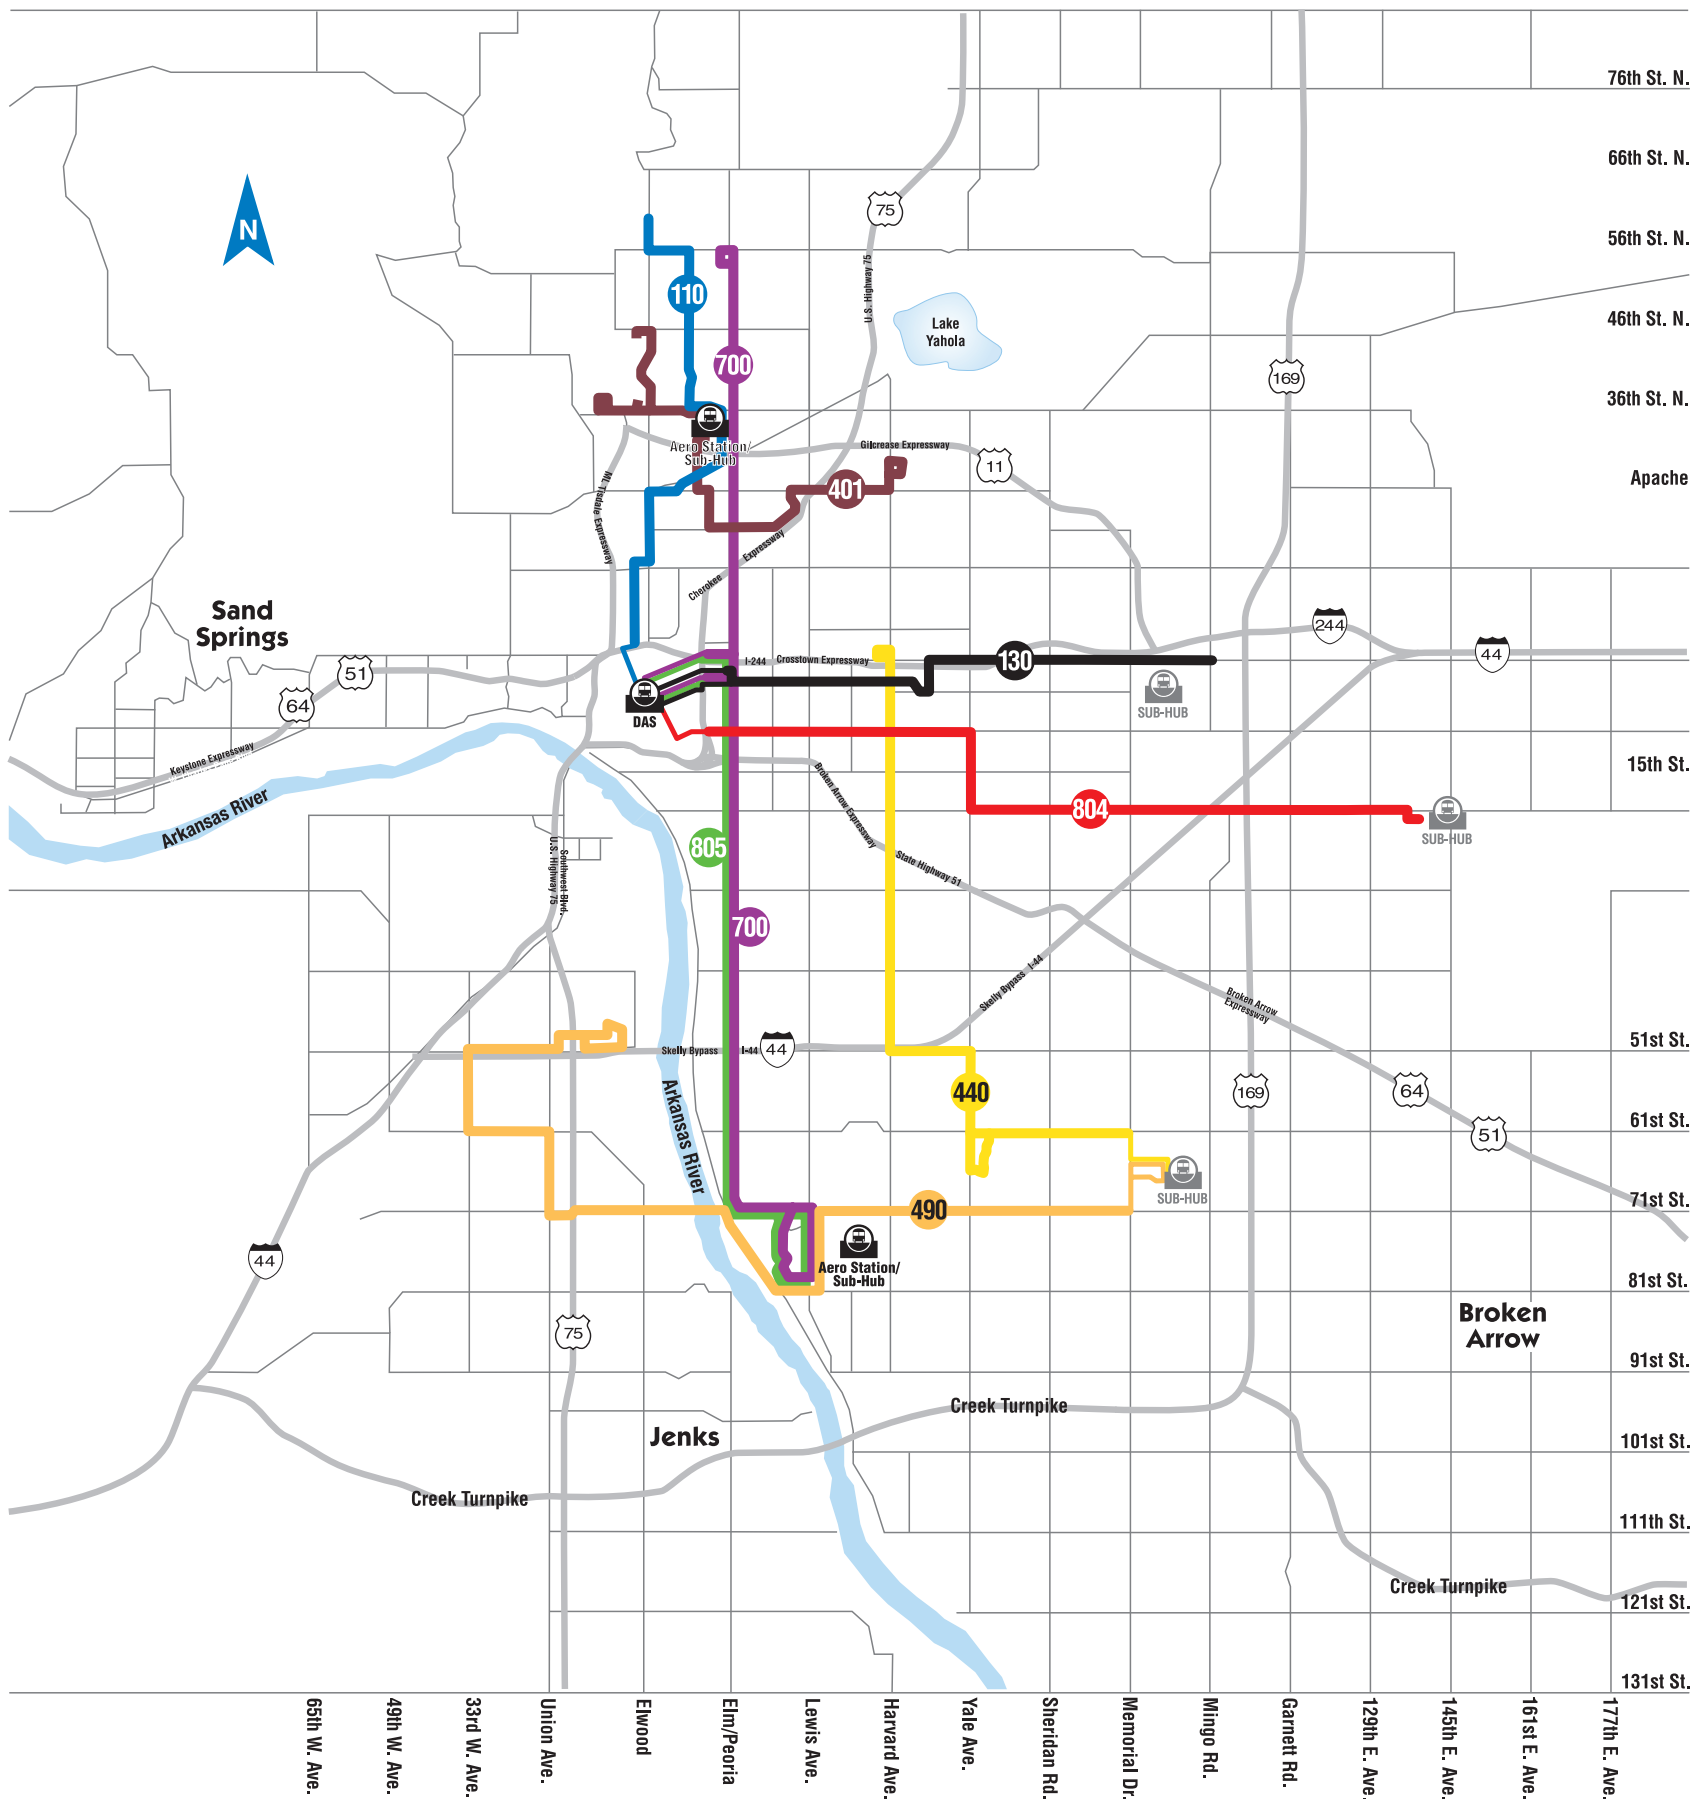 76th St. N.
66th St. N.
75
N
56th St. N.
U.S. Highway 75
110
46th St. N.
Lake
Yahola
700
169
36th St. N.
Aero Station/
Sub-Hub
Gilcrease Expressway
11
Apache
401
ML Tisdale Expressway
Cherokee
Expressway
Sand
Springs
244
44
I-244
Crosstown Expressway
130
51
64
DAS
SUB-HUB
Keystone Expressway
15th St.
Arkansas River
Broken Arrow Expressway
804
SUB-HUB
805
U.S. Highway 75
Southwest Blvd.
State Highway 51
700
Skelly Bypass
I-44
Broken Arrow
Expressway
51st St.
Skelly Bypass
I-44
44
440
169
64
Arkansas River
61st St.
51
SUB-HUB
71st St.
490
44
Aero Station/
Sub-Hub
81st St.
Broken
Arrow
75
91st St.
Creek Turnpike
Jenks
101st St.
Creek Turnpike
111th St.
Creek Turnpike
121st St.
131st St.
65th W. Ave.
49th W. Ave.
33rd W. Ave.
Union Ave.
Elwood
Elm/Peoria
Lewis Ave.
Harvard Ave.
Yale Ave.
Sheridan Rd.
Memorial Dr.
Mingo Rd.
Garnett Rd.
129th E. Ave.
145th E. Ave.
161st E. Ave.
177th E. Ave.